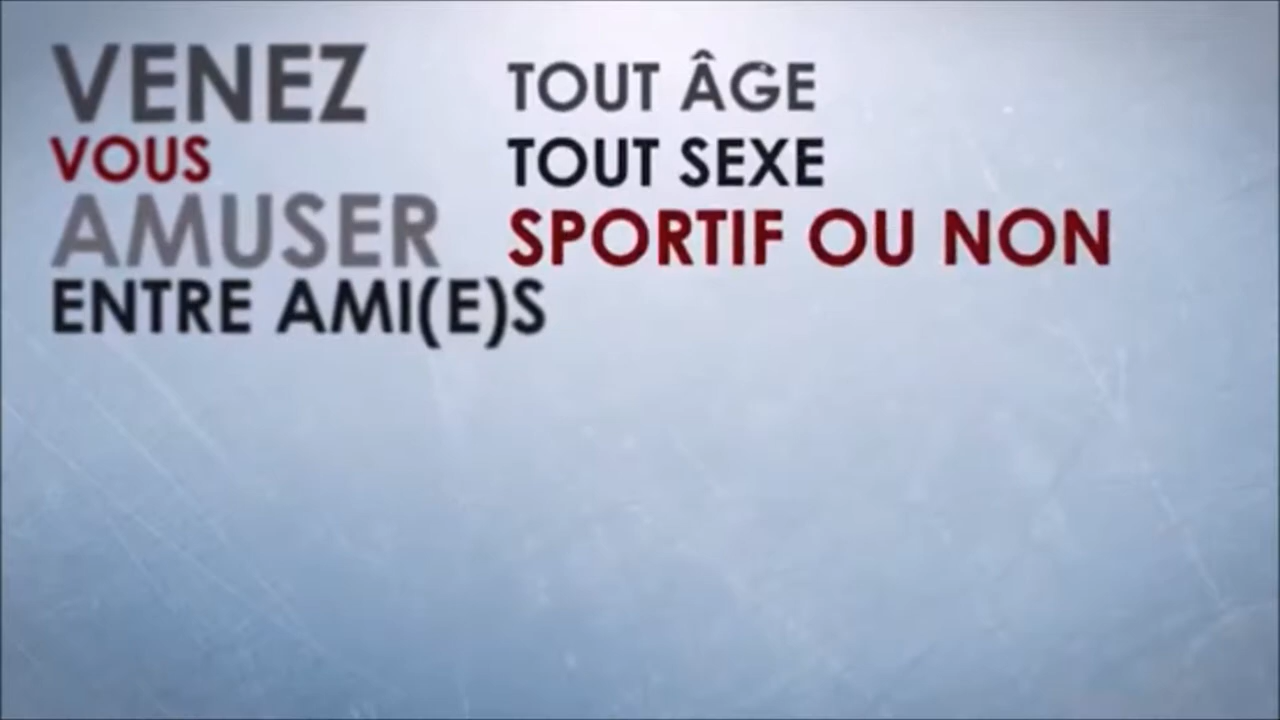 VENEZ
VOUS
AMUSER
ENTRE AMI(E)S
TOUT ÂGE
TOUT SEXE
SPORTIF OU NON